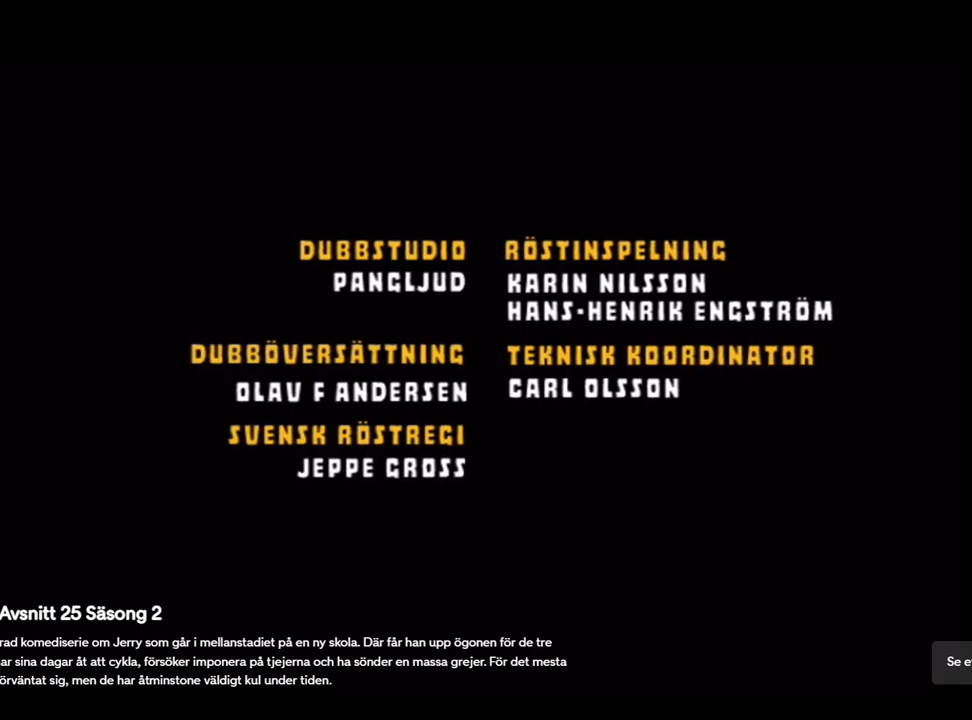 DUBBSTUDIO
PANGLJUD
DUBBÖVERSÄTTNING
OLAV F ANDERSEN
SVENSK RÖSTREGI
JEPPE GROSS
RÖSTINSPELNING
KARIN NILSSON
HANS-HENRIK ENGSTRÖM
TEKNISK KOORDINATOR
CARL OLSSON
Avsnitt 25 Säsong 2
rad komediserie om Jerry som går i mellanstadiet på en ny skola. Där får han upp ögonen för de tre
ar sina dagar åt att cykla, försöker imponera på tjejerna och ha sönder en massa grejer. För det mesta
örväntat sig, men de har åtminstone väldigt kul under tiden.
Se